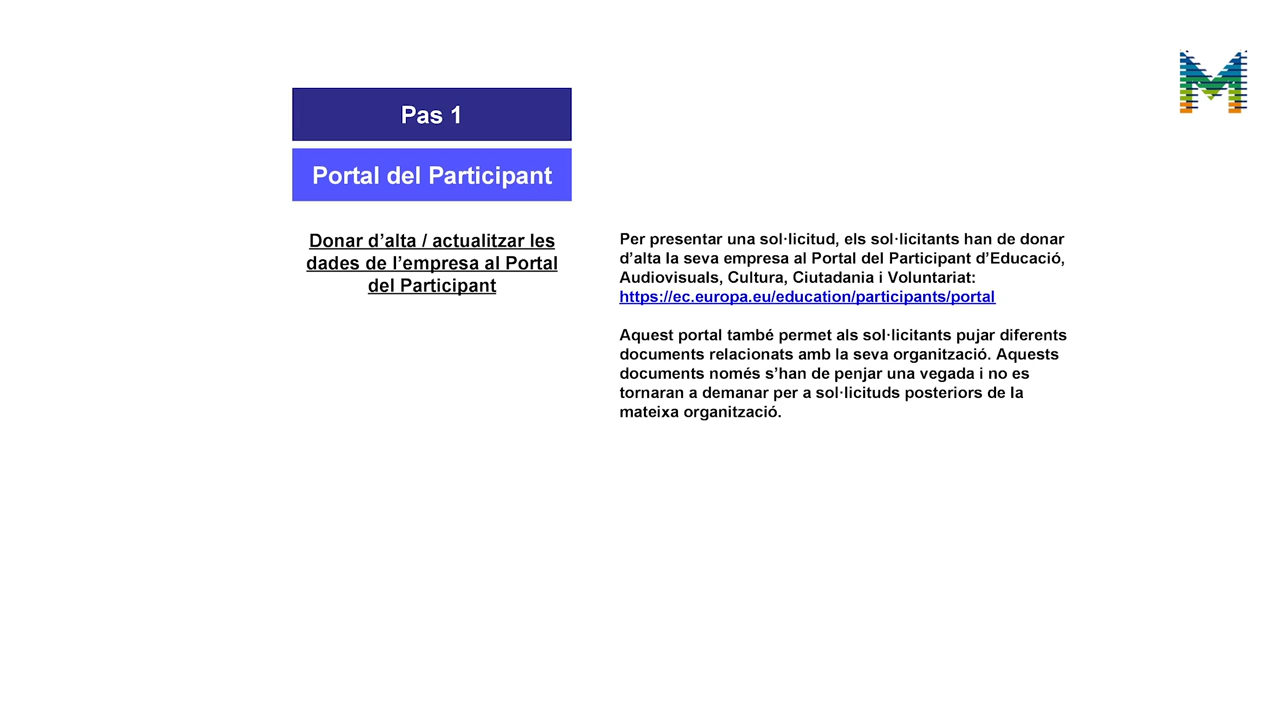 Pas 1
Portal del Participant
Donar d’alta / actualitzar les
dades de l’empresa al Portal
del Participant
Per presentar una sol·licitud, els sol·licitants han de donar
d’alta la seva empresa al Portal del Participant d’Educació,
Audiovisuals, Cultura, Ciutadania i Voluntariat:
https://ec.europa.eu/education/participants/portal
Aquest portal també permet als sol·licitants pujar diferents
documents relacionats amb la seva organització. Aquests
documents només s’han de penjar una vegada i no es
tornaran a demanar per a sol·licituds posteriors de la
mateixa organització.